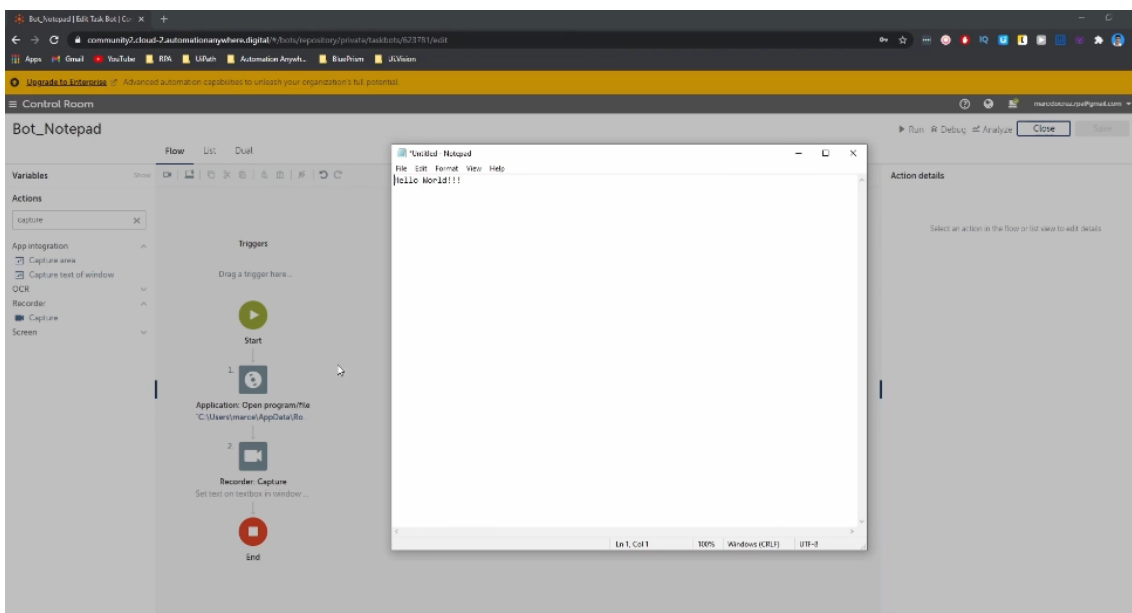 Bot_Notepad | Edit Task Bot | Co
community2.cloud-2.automationanywhere.digital/#/bots/repository/private/taskbots/623781/edit
Apps Gmail YouTube RPA UiPath Automation Anywh... BluePrism JiVision
Upgrade to Enterprise Advanced automation capabilities to unleash your organization's full potential
Control Room
Bot_Notepad
Run Debug Analyze Close Save
Flow List Dual
Variables Show
Actions
capture
App integration
Capture area
Capture text of window
OCR
Recorder
Capture
Screen
Triggers
Drag a trigger here...
Start
1.
Application: Open program/file
"C:\Users\marce\AppData\Ro...
2.
Recorder: Capture
Set text on textbox in window ...
End
*Untitled - Notepad
File Edit Format View Help
Hello World!!!
Ln 1, Col 1 100% Windows (CRLF) UTF-8
Action details
Select an action in the flow or list view to edit details